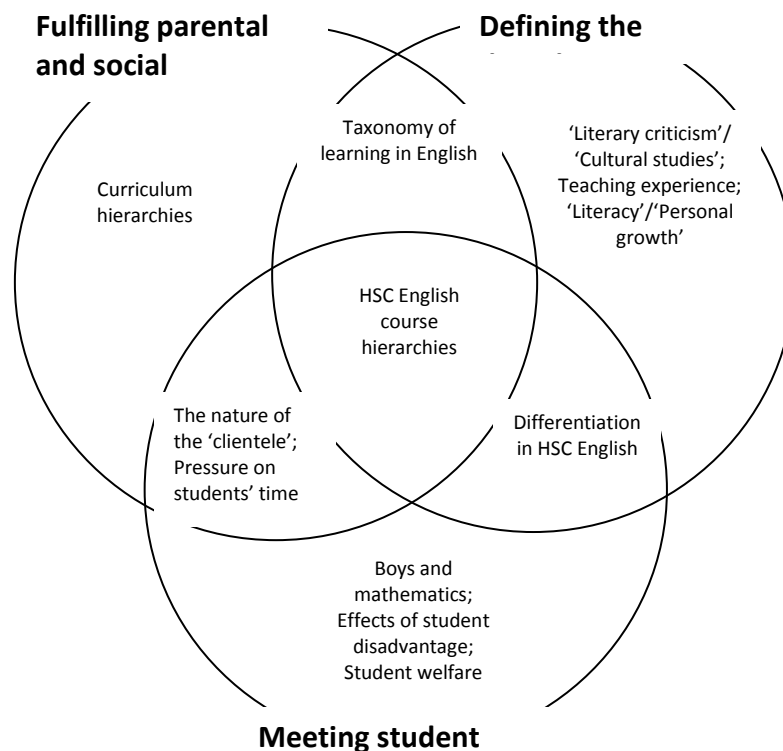 Fulfilling parental
and social
Defining the
Taxonomy of
learning in English
‘Literary criticism’/
‘Cultural studies’;
Teaching experience;
‘Literacy’/‘Personal
growth’
Curriculum
hierarchies
HSC English
course
hierarchies
The nature of
the ‘clientele’;
Pressure on
students’ time
Differentiation
in HSC English
Boys and
mathematics;
Effects of student
disadvantage;
Student welfare
Meeting student